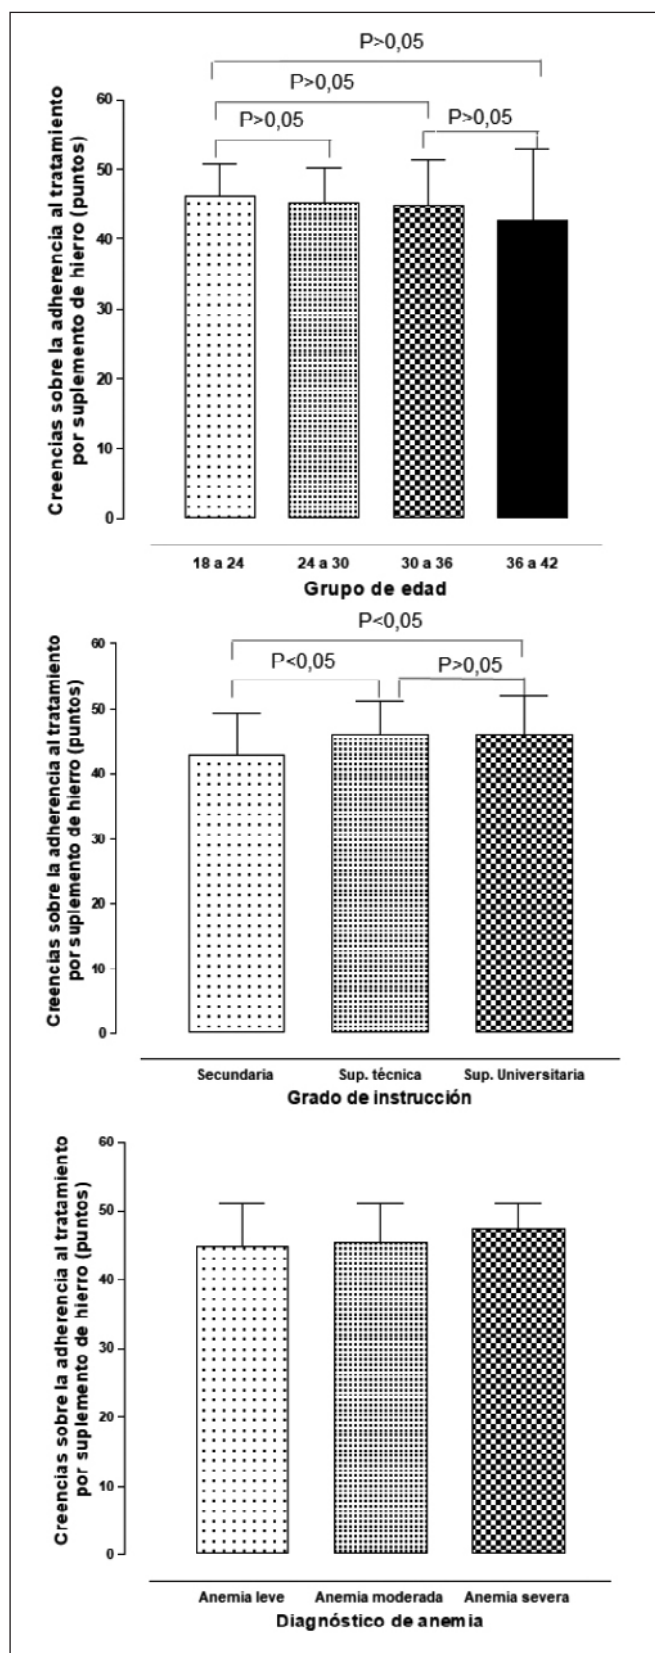 P>0,05
P>0,05
P>0,05 P>0,05
Creencias sobre la adherencia al tratamiento
por suplemento de hierro (puntos)
60
50
40
30
20
10
0
18 a 24 24 a 30 30 a 36 36 a 42
Grupo de edad
P<0,05
P<0,05 P>0,05
Creencias sobre la adherencia al tratamiento
por suplemento de hierro (puntos)
60
50
40
30
20
10
0
Secundaria Sup. técnica Sup. Universitaria
Grado de instrucción
Creencias sobre la adherencia al tratamiento
por suplemento de hierro (puntos)
60
50
40
30
20
10
0
Anemia leve Anemia moderada Anemia severa
Diagnóstico de anemia